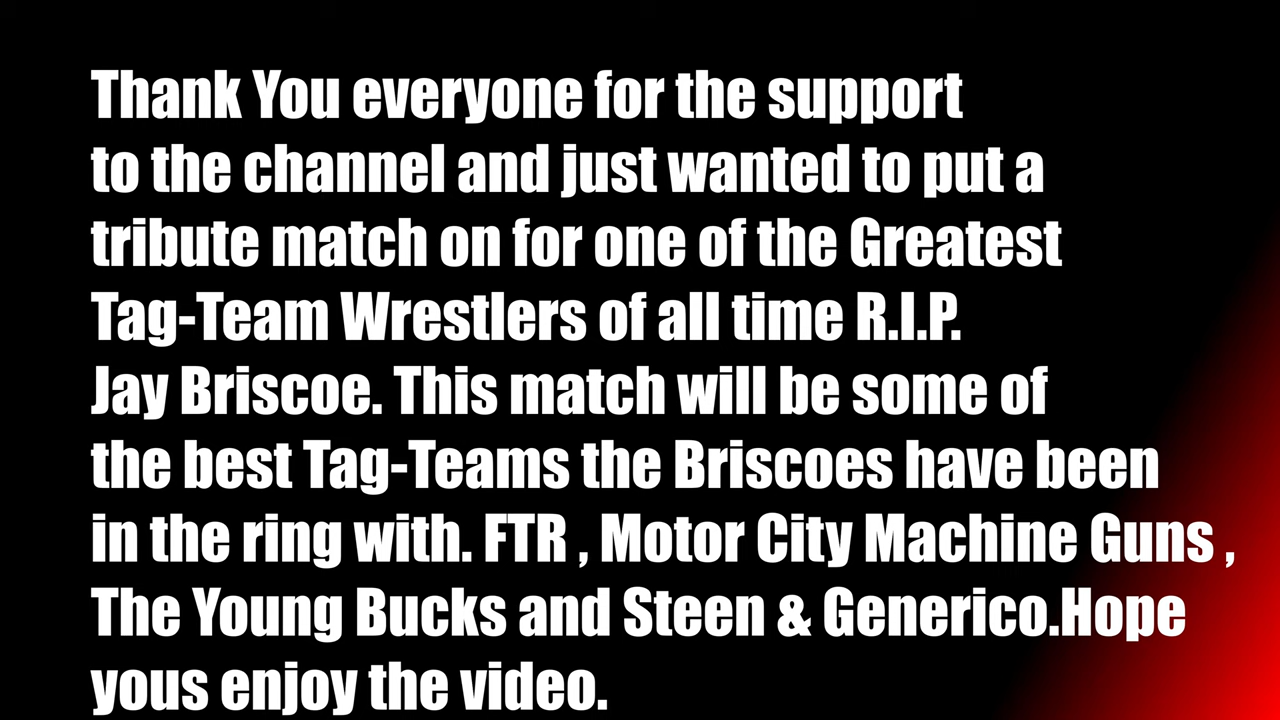 Thank You everyone for the support
to the channel and just wanted to put a
tribute match on for one of the Greatest
Tag-Team Wrestlers of all time R.I.P.
Jay Briscoe. This match will be some of
the best Tag-Teams the Briscoes have been
in the ring with. FTR , Motor City Machine Guns ,
The Young Bucks and Steen & Generico.Hope
yous enjoy the video.